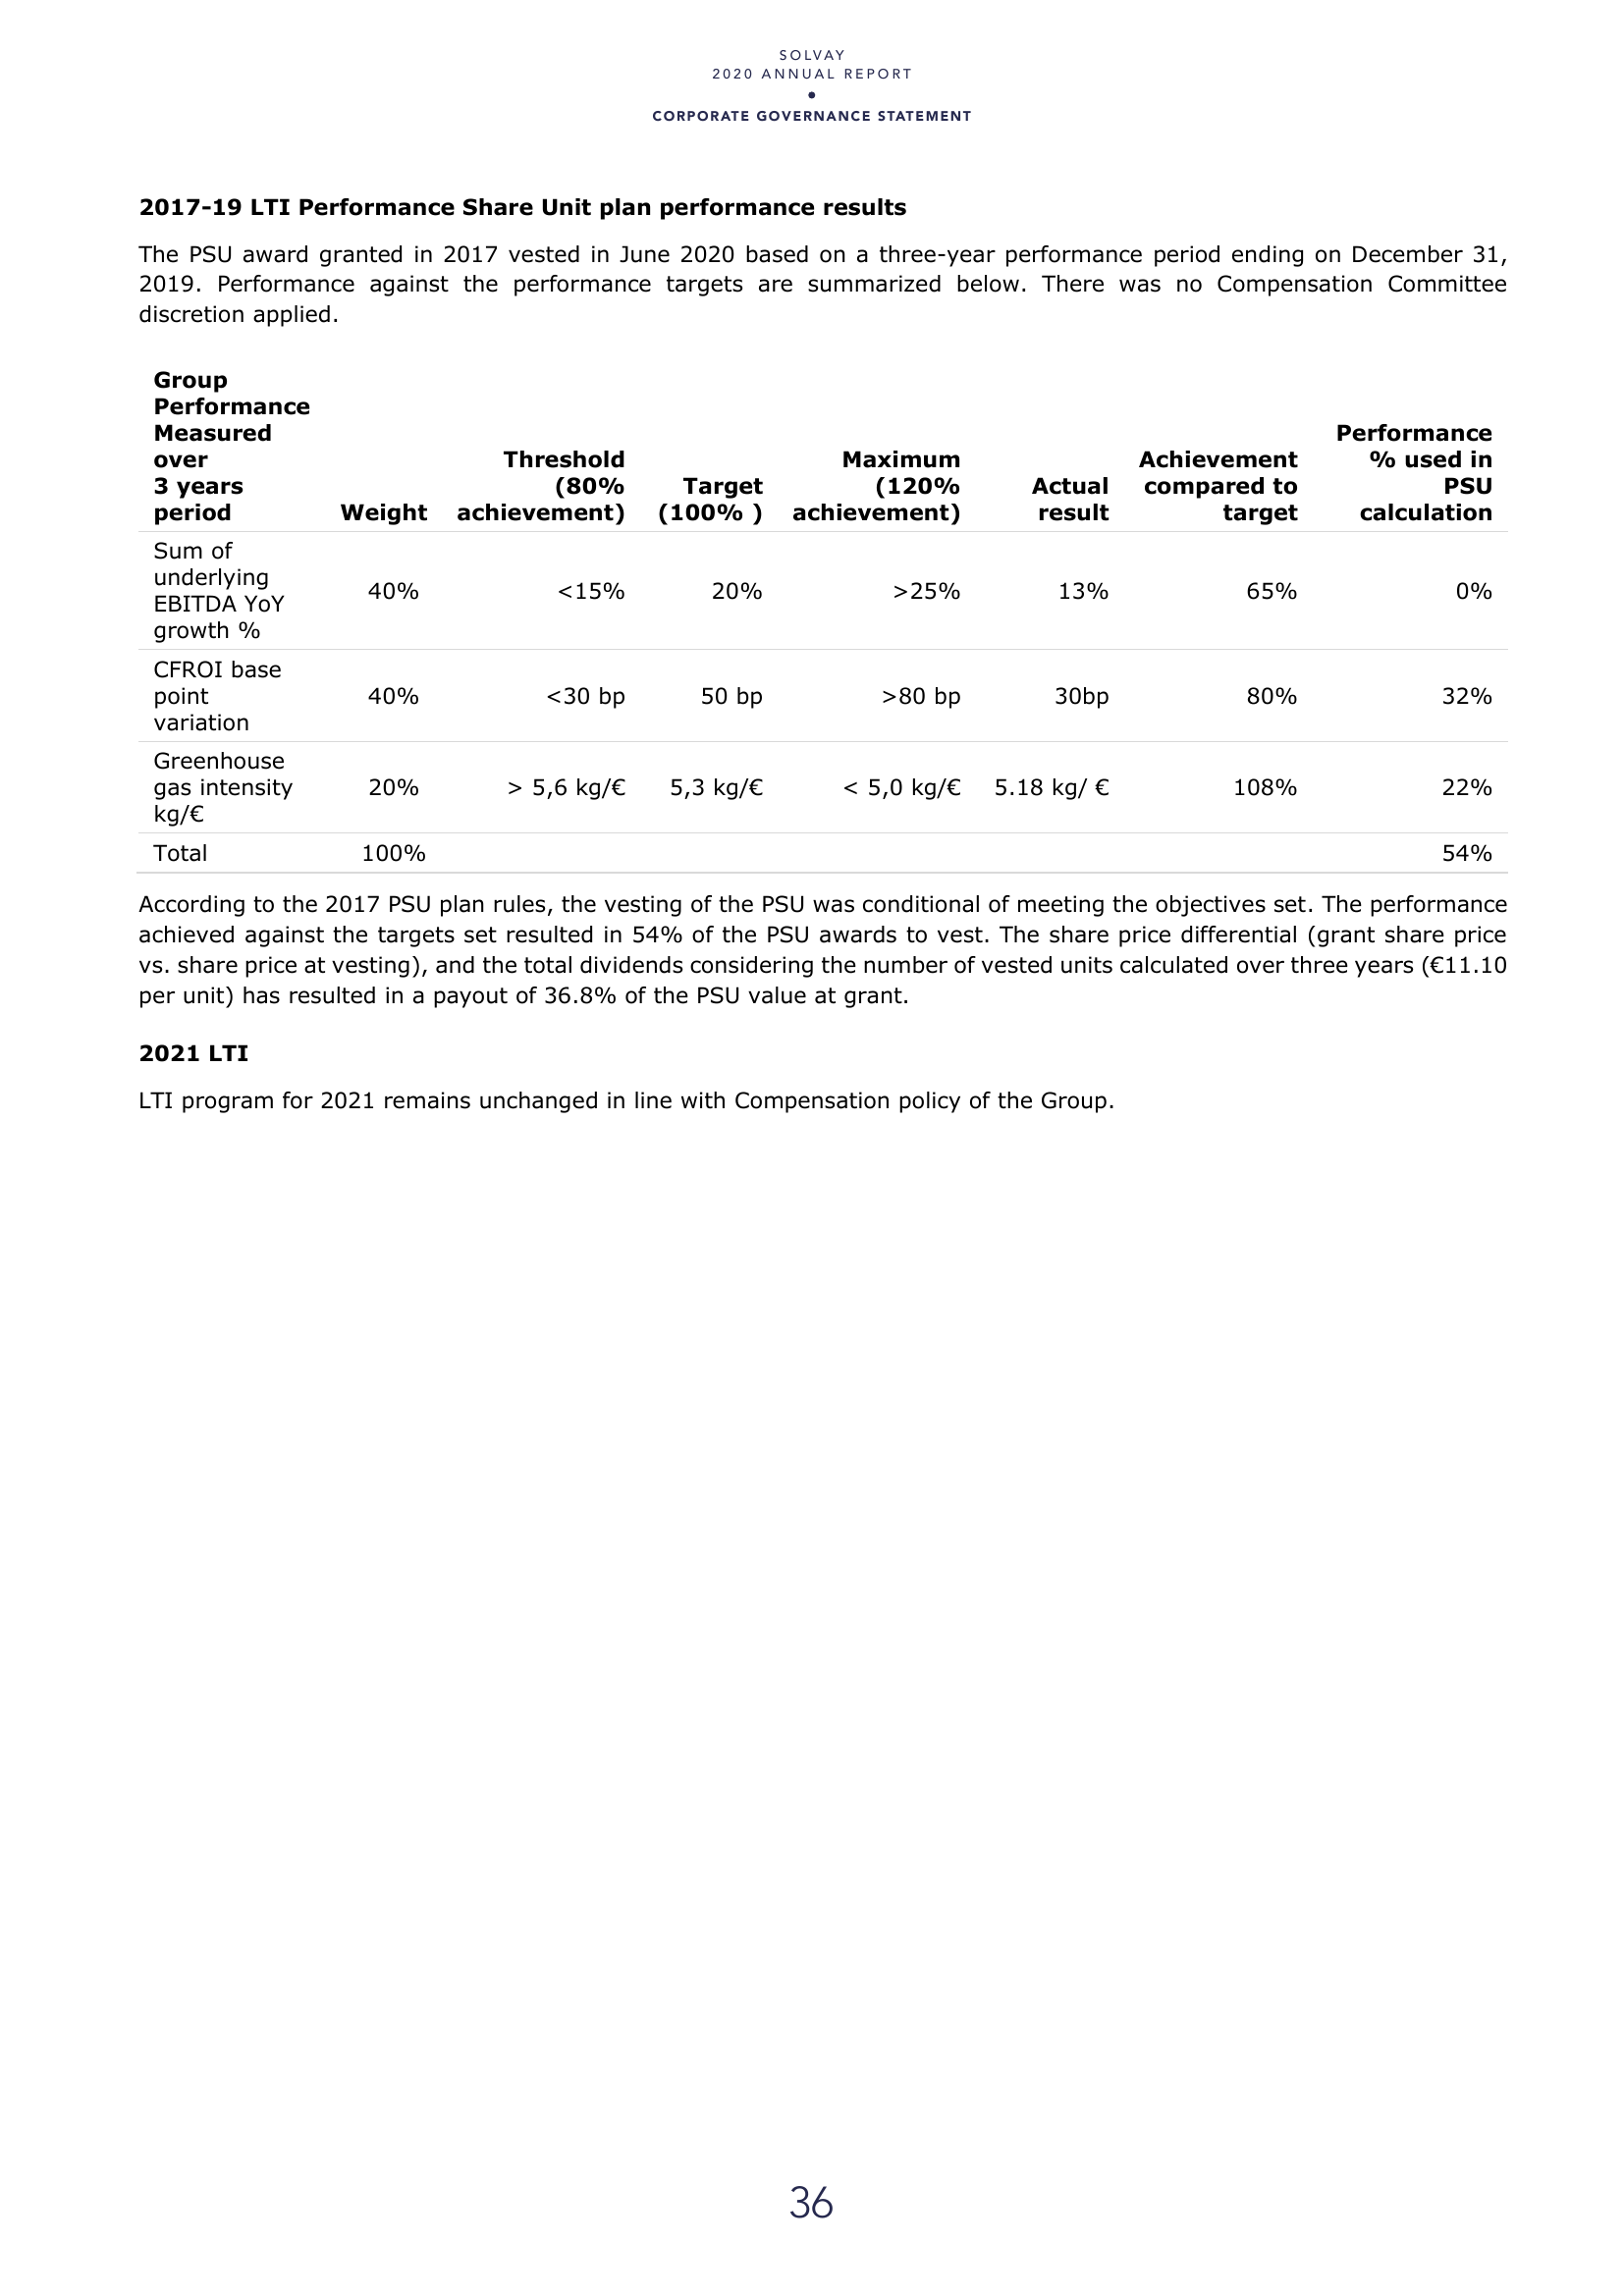 SOLVAY
2020 ANNUAL REPORT
•
CORPORATE GOVERNANCE STATEMENT
2017-19 LTI Performance Share Unit plan performance results
The PSU award granted in 2017 vested in June 2020 based on a three-year performance period ending on December 31,
2019. Performance against the performance targets are summarized below. There was no Compensation Committee
discretion applied.
Group
Performance
Measured
over
3 years
period
Weight
Threshold
(80%
achievement)
Target
(100% )
Maximum
(120%
achievement)
Actual
result
Achievement
compared to
target
Performance
% used in
PSU
calculation
Sum of
underlying
EBITDA YoY
growth %
40% <15% 20% >25% 13% 65% 0%
CFROI base
point
variation
40% <30 bp 50 bp >80 bp 30bp 80% 32%
Greenhouse
gas intensity
kg/€
20% > 5,6 kg/€ 5,3 kg/€ < 5,0 kg/€ 5.18 kg/ € 108% 22%
Total 100% 54%
According to the 2017 PSU plan rules, the vesting of the PSU was conditional of meeting the objectives set. The performance
achieved against the targets set resulted in 54% of the PSU awards to vest. The share price differential (grant share price
vs. share price at vesting), and the total dividends considering the number of vested units calculated over three years (€11.10
per unit) has resulted in a payout of 36.8% of the PSU value at grant.
2021 LTI
LTI program for 2021 remains unchanged in line with Compensation policy of the Group.
36